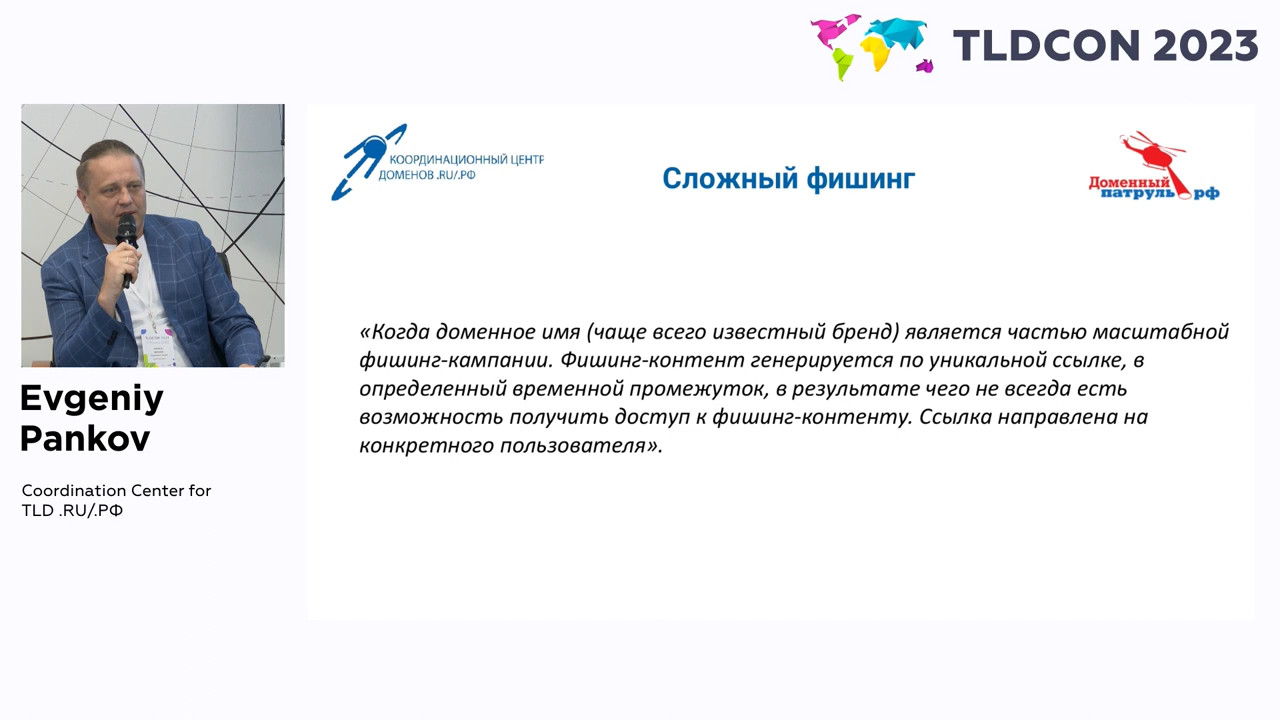 TLDCON 2023
КООРДИНАЦИОННЫЙ ЦЕНТР
ДОМЕНОВ .RU/.РФ
Сложный фишинг
Доменный
патруль.рф
«Когда доменное имя (чаще всего известный бренд) является частью масштабной
фишинг-кампании. Фишинг-контент генерируется по уникальной ссылке, в
определенный временной промежуток, в результате чего не всегда есть
возможность получить доступ к фишинг-контенту. Ссылка направлена на
конкретного пользователя».
Evgeniy
Pankov
Coordination Center for
TLD .RU/.РФ